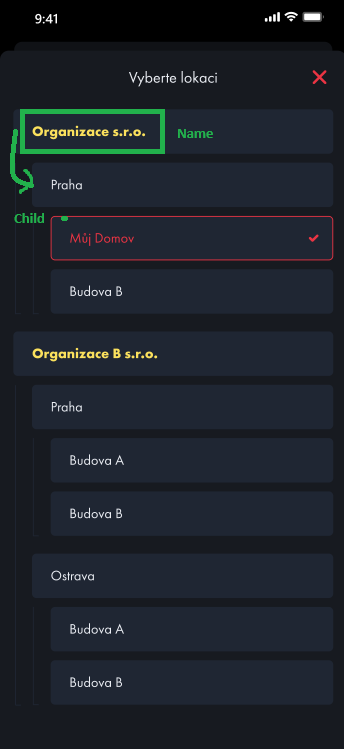 9:41
Vyberte lokaci
Organizace s.r.o. Name
Praha
Child
Můj Domov
Budova B
Organizace B s.r.o.
Praha
Budova A
Budova B
Ostrava
Budova A
Budova B